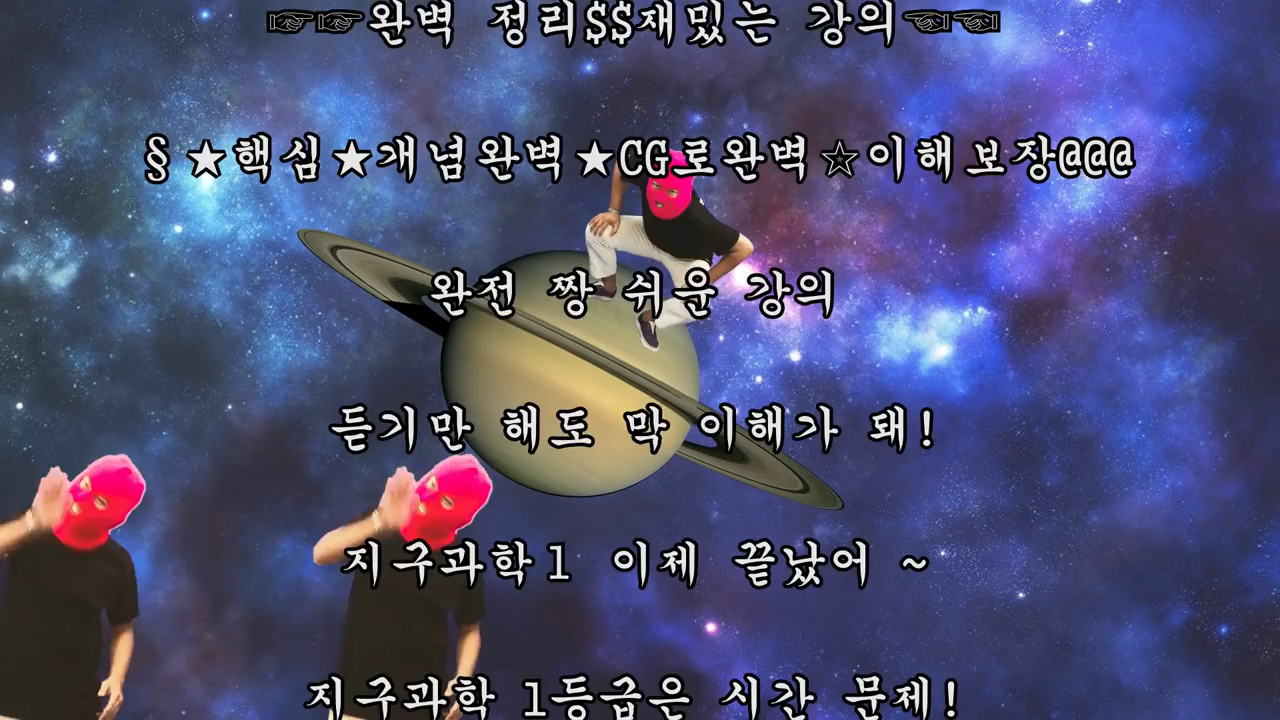 ☞☞완벽 정리$$재밌는 강의☜☜
§★핵심★개념완벽★CG로완벽☆이해보장@@@
완전 짱 쉬운 강의
듣기만 해도 막 이해가 돼!
지구과학1 이제 끝났어 ~
지구과학 1등급은 시간 문제!